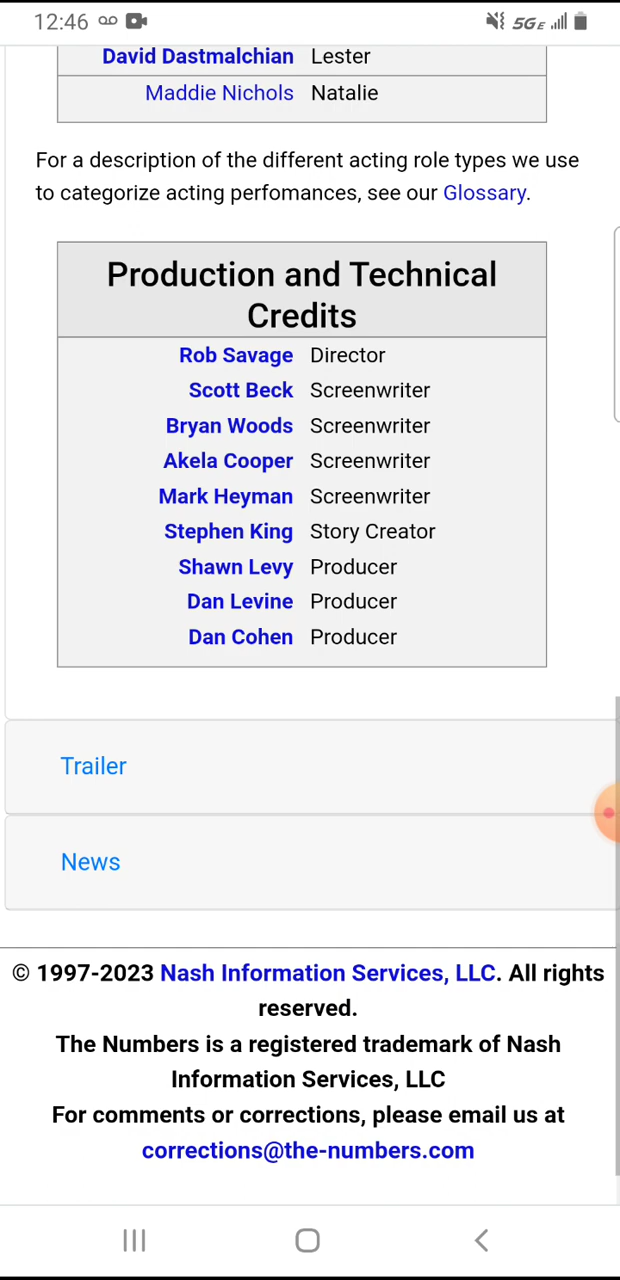 12:46
5GE
David Dastmalchian Lester
Maddie Nichols Natalie
For a description of the different acting role types we use
to categorize acting perfomances, see our Glossary.
Production and Technical
Credits
Rob Savage Director
Scott Beck Screenwriter
Bryan Woods Screenwriter
Akela Cooper Screenwriter
Mark Heyman Screenwriter
Stephen King Story Creator
Shawn Levy Producer
Dan Levine Producer
Dan Cohen Producer
Trailer
News
© 1997-2023 Nash Information Services, LLC. All rights
reserved.
The Numbers is a registered trademark of Nash
Information Services, LLC
For comments or corrections, please email us at
corrections@the-numbers.com